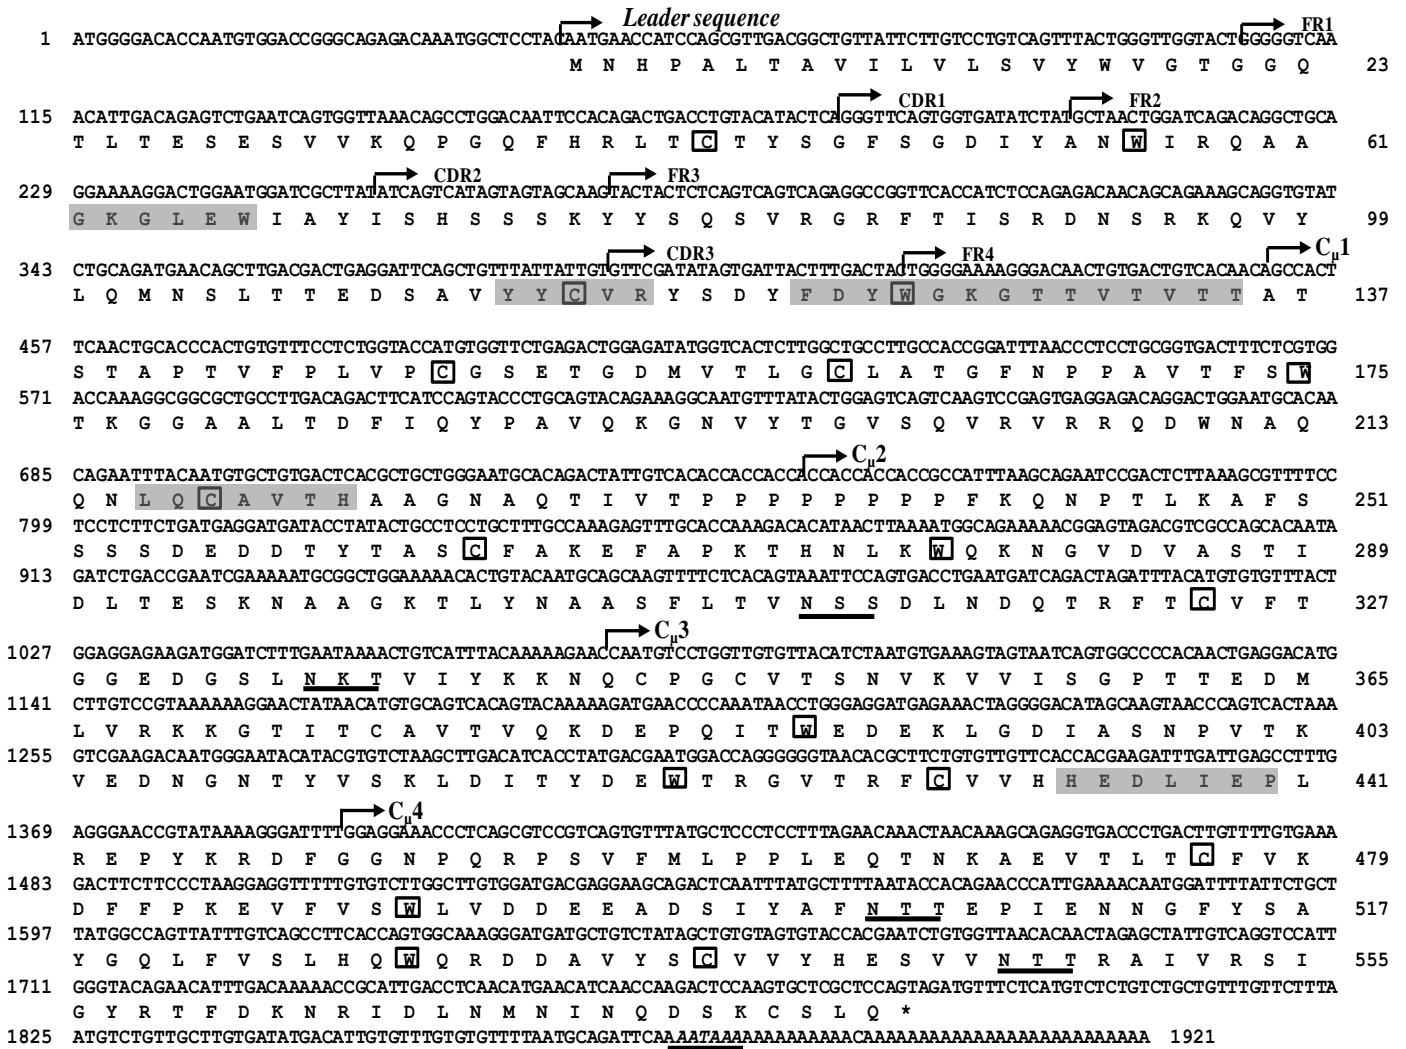 Leader sequence FR1
1 ATGGGGACACCAATGTGGACCGGGCAGAGACAAATGGCTCCTACAATGAACCATCCAGCGTTGACGGCTGTTATTCTTGTCCTGTCAGTTTACTGGGTTGGTACTGGGGGTCAA
M N H P A L T A V I L V L S V Y W V G T G G Q 23
CDR1 FR2
115 ACATTGACAGAGTCTGAATCAGTGGTTAAACAGCCTGGACAATTCCACAGACTGACCTGTACATACTCAGGGTTCAGTGGTGATATCTATGCTAACTGGATCAGACAGGCTGCA
T L T E S E S V V K Q P G Q F H R L T C T Y S G F S G D I Y A N W I R Q A A 61
CDR2 FR3
229 GGAAAAGGACTGGAATGGATCGCTTATATCAGTCATAGTAGTAGCAAGTACTACTCTCAGTCAGTCAGAGGCCGGTTCACCATCTCCAGAGACAACAGCAGAAAGCAGGTGTAT
G K G L E W I A Y I S H S S S K Y Y S Q S V R G R F T I S R D N S R K Q V Y 99
CDR3 FR4 Cμ1
343 CTGCAGATGAACAGCTTGACGACTGAGGATTCAGCTGTTTATTATTGTGTTCGATATAGTGATTACTTTGACTACTGGGGAAAAGGGACAACTGTGACTGTCACAACAGCCACT
L Q M N S L T T E D S A V Y Y C V R Y S D Y F D Y W G K G T T V T V T T A T 137
457 TCAACTGCACCCACTGTGTTTCCTCTGGTACCATGTGGTTCTGAGACTGGAGATATGGTCACTCTTGGCTGCCTTGCCACCGGATTTAACCCTCCTGCGGTGACTTTCTCGTGG
S T A P T V F P L V P C G S E T G D M V T L G C L A T G F N P P A V T F S W 175
571 ACCAAAGGCGGCGCTGCCTTGACAGACTTCATCCAGTACCCTGCAGTACAGAAAGGCAATGTTTATACTGGAGTCAGTCAAGTCCGAGTGAGGAGACAGGACTGGAATGCACAA
T K G G A A L T D F I Q Y P A V Q K G N V Y T G V S Q V R V R R Q D W N A Q 213
Cμ2
685 CAGAATTTACAATGTGCTGTGACTCACGCTGCTGGGAATGCACAGACTATTGTCACACCACCACCACCACCACCACCGCCATTTAAGCAGAATCCGACTCTTAAAGCGTTTTCC
Q N L Q C A V T H A A G N A Q T I V T P P P P P P P F K Q N P T L K A F S 251
799 TCCTCTTCTGATGAGGATGATACCTATACTGCCTCCTGCTTTGCCAAAGAGTTTGCACCAAAGACACATAACTTAAAATGGCAGAAAAACGGAGTAGACGTCGCCAGCACAATA
S S S D E D D T Y T A S C F A K E F A P K T H N L K W Q K N G V D V A S T I 289
913 GATCTGACCGAATCGAAAAATGCGGCTGGAAAAACACTGTACAATGCAGCAAGTTTTCTCACAGTAAATTCCAGTGACCTGAATGATCAGACTAGATTTACATGTGTGTTTACT
D L T E S K N A A G K T L Y N A A S F L T V N S S D L N D Q T R F T C V F T 327
Cμ3
1027 GGAGGAGAAGATGGATCTTTGAATAAAACTGTCATTTACAAAAAGAACCAATGTCCTGGTTGTGTTACATCTAATGTGAAAGTAGTAATCAGTGGCCCCACAACTGAGGACATG
G G E D G S L N K T V I Y K K N Q C P G C V T S N V K V V I S G P T T E D M 365
1141 CTTGTCCGTAAAAAAGGAACTATAACATGTGCAGTCACAGTACAAAAAGATGAACCCCAAATAACCTGGGAGGATGAGAAACTAGGGGACATAGCAAGTAACCCAGTCACTAAA
L V R K K G T I T C A V T V Q K D E P Q I T W E D E K L G D I A S N P V T K 403
1255 GTCGAAGACAATGGGAATACATACGTGTCTAAGCTTGACATCACCTATGACGAATGGACCAGGGGGGTAACACGCTTCTGTGTTGTTCACCACGAAGATTTGATTGAGCCTTTG
V E D N G N T Y V S K L D I T Y D E W T R G V T R F C V V H H E D L I E P L 441
Cμ4
1369 AGGGAACCGTATAAAAGGGATTTTGGAGGAAACCCTCAGCGTCCGTCAGTGTTTATGCTCCCTCCTTTAGAACAAACTAACAAAGCAGAGGTGACCCTGACTTGTTTTGTGAAA
R E P Y K R D F G G N P Q R P S V F M L P P L E Q T N K A E V T L T C F V K 479
1483 GACTTCTTCCCTAAGGAGGTTTTTGTGTCTTGGCTTGTGGATGACGAGGAAGCAGACTCAATTTATGCTTTTAATACCACAGAACCCATTGAAAACAATGGATTTTATTCTGCT
D F F P K E V F V S W L V D D E E A D S I Y A F N T T E P I E N N G F Y S A 517
1597 TATGGCCAGTTATTTGTCAGCCTTCACCAGTGGCAAAGGGATGATGCTGTCTATAGCTGTGTAGTGTACCACGAATCTGTGGTTAACACAACTAGAGCTATTGTCAGGTCCATT
Y G Q L F V S L H Q W Q R D D A V Y S C V V Y H E S V V N T T R A I V R S I 555
1711 GGGTACAGAACATTTGACAAAAACCGCATTGACCTCAACATGAACATCAACCAAGACTCCAAGTGCTCGCTCCAGTAGATGTTTCTCATGTCTCTGTCTGCTGTTTGTTCTTTA
G Y R T F D K N R I D L N M N I N Q D S K C S L Q *
1825 ATGTCTGTTGCTTGTGATATGACATTGTGTTTGTGTGTTTTAATGCAGATTCAAAATAAAAAAAAAAAAACAAAAAAAAAAAAAAAAAAAAAAAAAA 1921